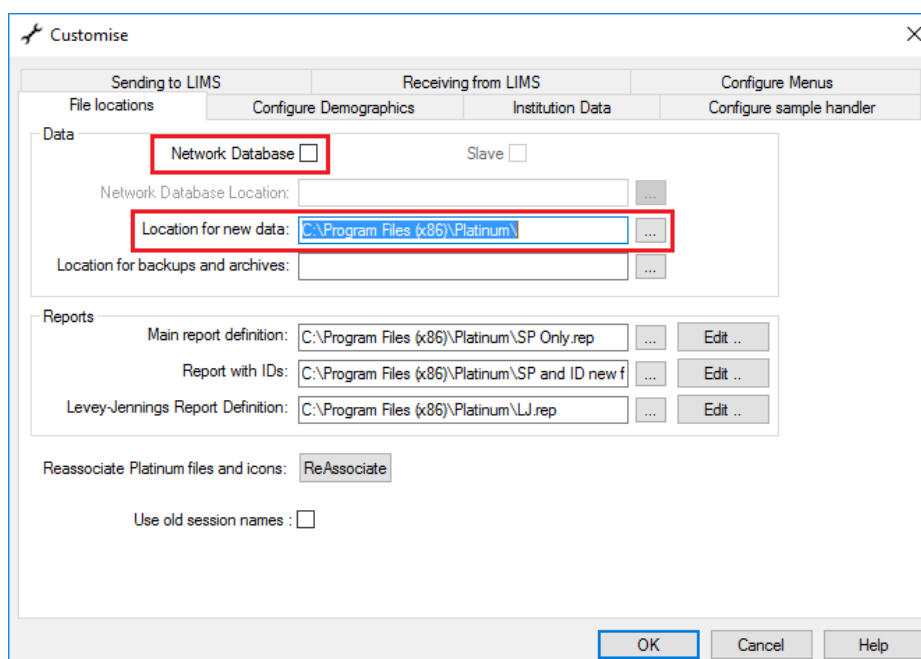 Customise
Sending to LIMS Receiving from LIMS Configure Menus
File locations Configure Demographics Institution Data Configure sample handler
Data
Network Database Slave
Network Database Location: ...
Location for new data: C:\Program Files (x86)\Platinum\ ...
Location for backups and archives: ...
Reports
Main report definition: C:\Program Files (x86)\Platinum\SP Only.rep ... Edit ..
Report with IDs: C:\Program Files (x86)\Platinum\SP and ID new f ... Edit ..
Levey-Jennings Report Definition: C:\Program Files (x86)\Platinum\LJ.rep ... Edit ..
Reassociate Platinum files and icons: ReAssociate
Use old session names :
OK Cancel Help